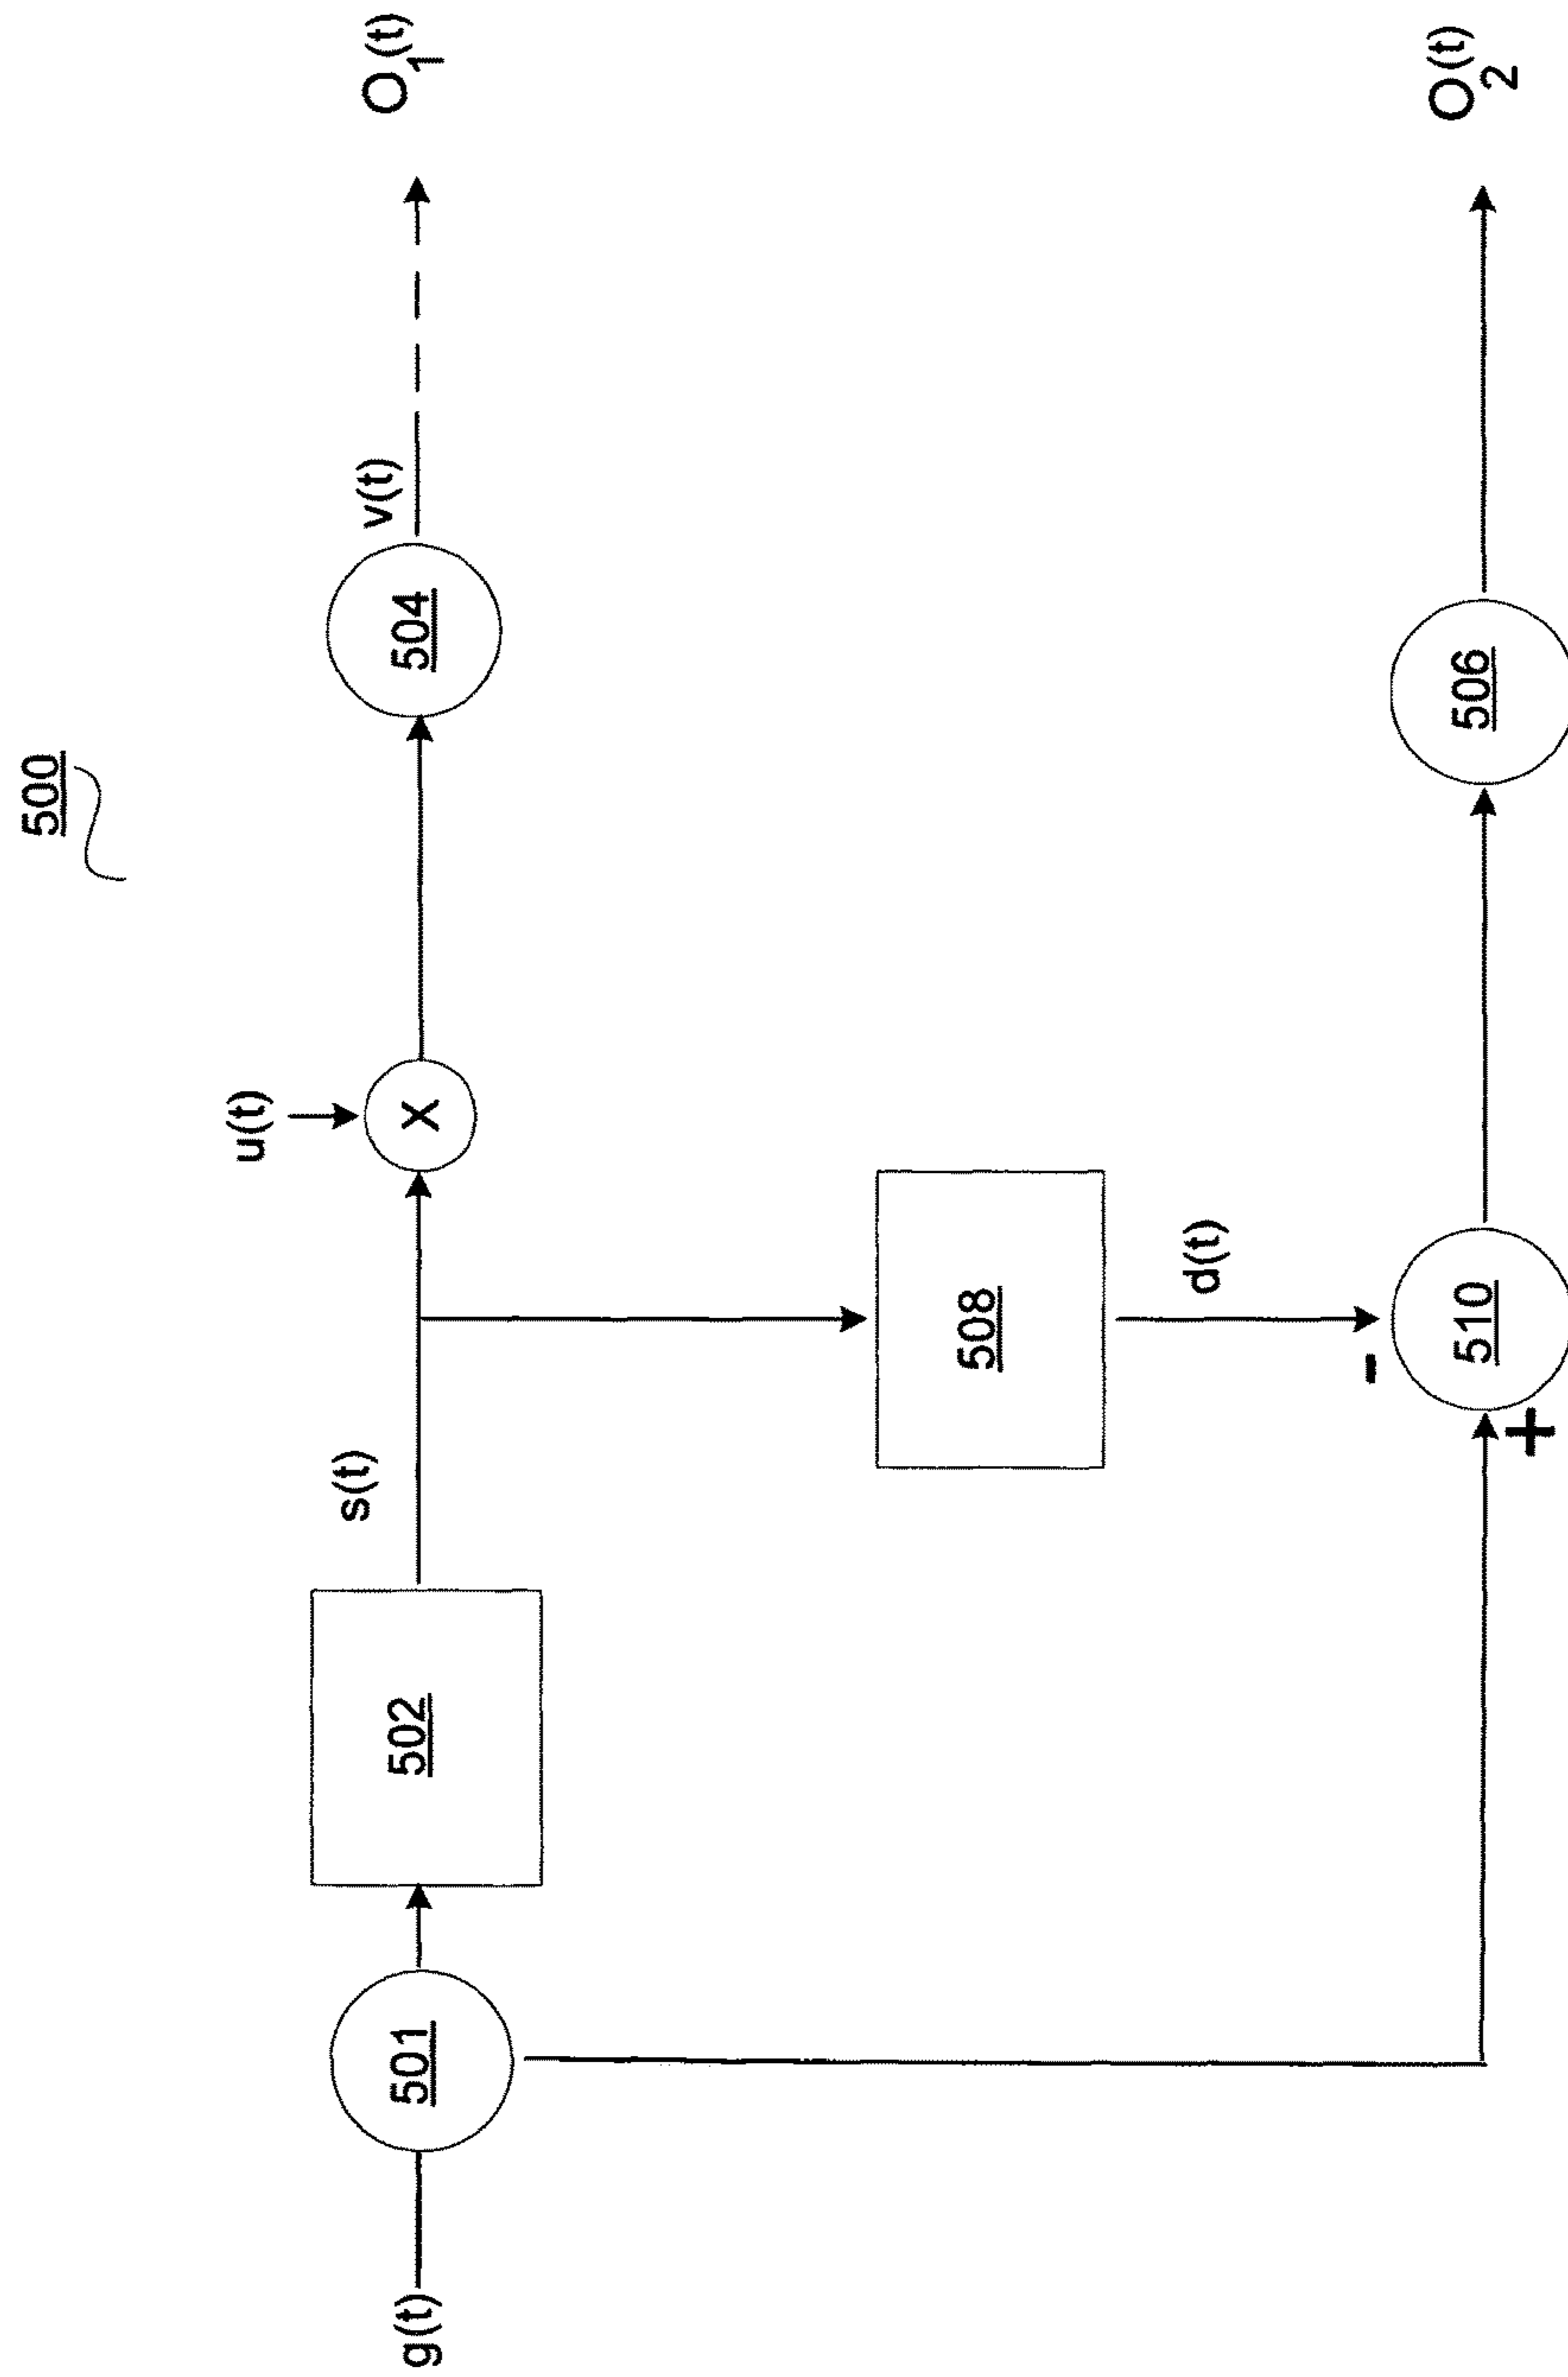 500
u(t)
v(t)
O1(t)
g(t)
501
502
s(t)
X
504
508
d(t)
-
+
510
506
O2(t)